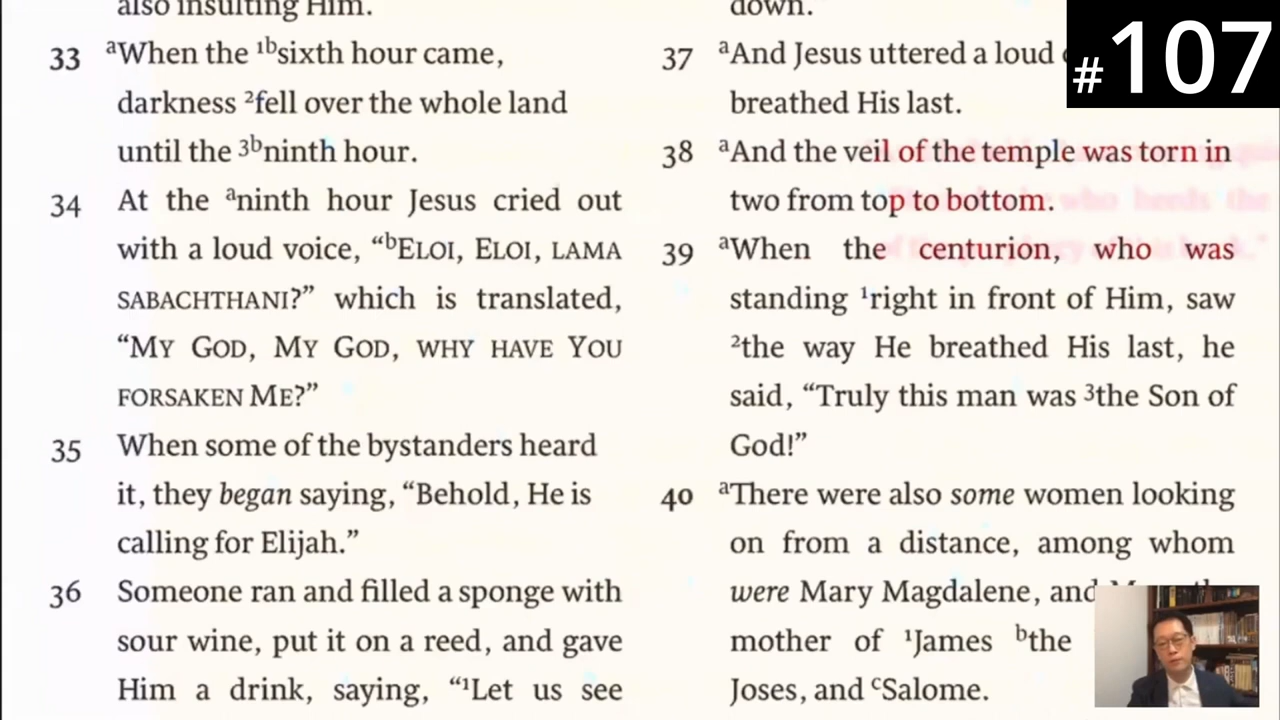 also insulting Him.
33 aWhen the 1bsixth hour came,
darkness 2fell over the whole land
until the 3bninth hour.
34 At the aninth hour Jesus cried out
with a loud voice, “bELOI, ELOI, LAMA
SABACHTHANI?” which is translated,
“MY GOD, MY GOD, WHY HAVE YOU
FORSAKEN ME?”
35 When some of the bystanders heard
it, they began saying, “Behold, He is
calling for Elijah.”
36 Someone ran and filled a sponge with
sour wine, put it on a reed, and gave
Him a drink, saying, “1Let us see
down.”
37 aAnd Jesus uttered a loud
breathed His last.
38 aAnd the veil of the temple was torn in
two from top to bottom.
39 aWhen the centurion, who was
standing 1right in front of Him, saw
2the way He breathed His last, he
said, “Truly this man was 3the Son of
God!”
40 aThere were also some women looking
on from a distance, among whom
were Mary Magdalene, and
mother of 1James bthe
Joses, and cSalome.
#107